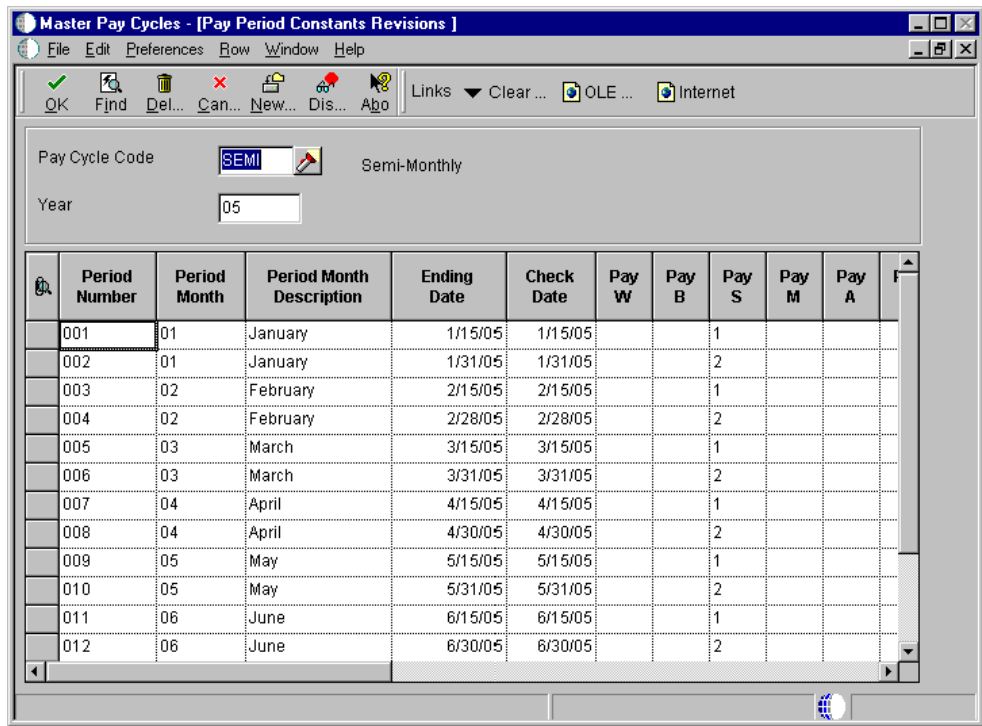 Master Pay Cycles - [Pay Period Constants Revisions ]
File Edit Preferences Row Window Help
OK Find Del... Can... New... Dis... Abo Links Clear ... OLE ... Internet
Pay Cycle Code SEMI Semi-Monthly
Year 05
Period Number Period Month Period Month Description Ending Date Check Date Pay W Pay B Pay S Pay M Pay A
001 01 January 1/15/05 1/15/05 1
002 01 January 1/31/05 1/31/05 2
003 02 February 2/15/05 2/15/05 1
004 02 February 2/28/05 2/28/05 2
005 03 March 3/15/05 3/15/05 1
006 03 March 3/31/05 3/31/05 2
007 04 April 4/15/05 4/15/05 1
008 04 April 4/30/05 4/30/05 2
009 05 May 5/15/05 5/15/05 1
010 05 May 5/31/05 5/31/05 2
011 06 June 6/15/05 6/15/05 1
012 06 June 6/30/05 6/30/05 2